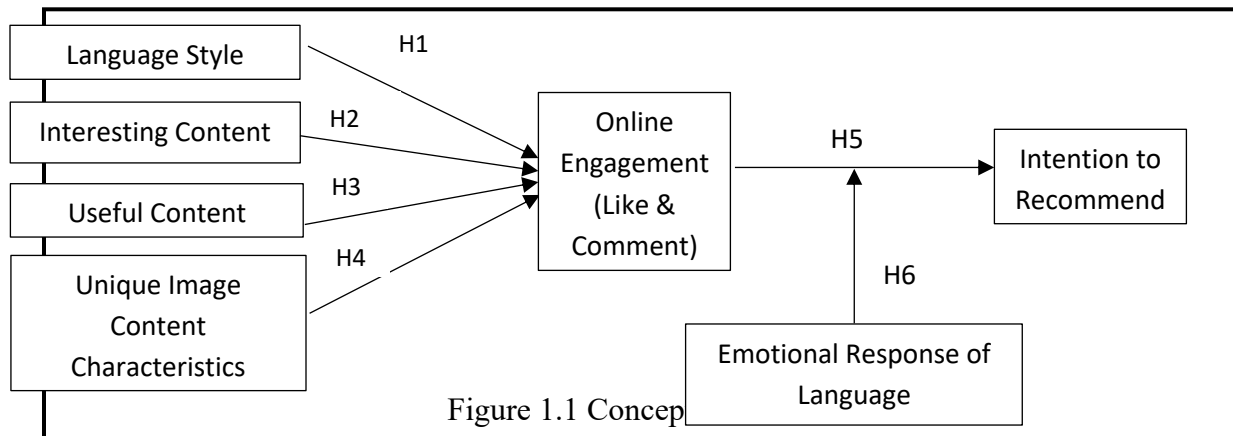 Language Style
H1
Interesting Content
H2
Useful Content
H3
Unique Image
Content
Characteristics
H4
Online
Engagement
(Like &
Comment)
H5
Intention to
Recommend
H6
Emotional Response of
Language
Figure 1.1 Concep